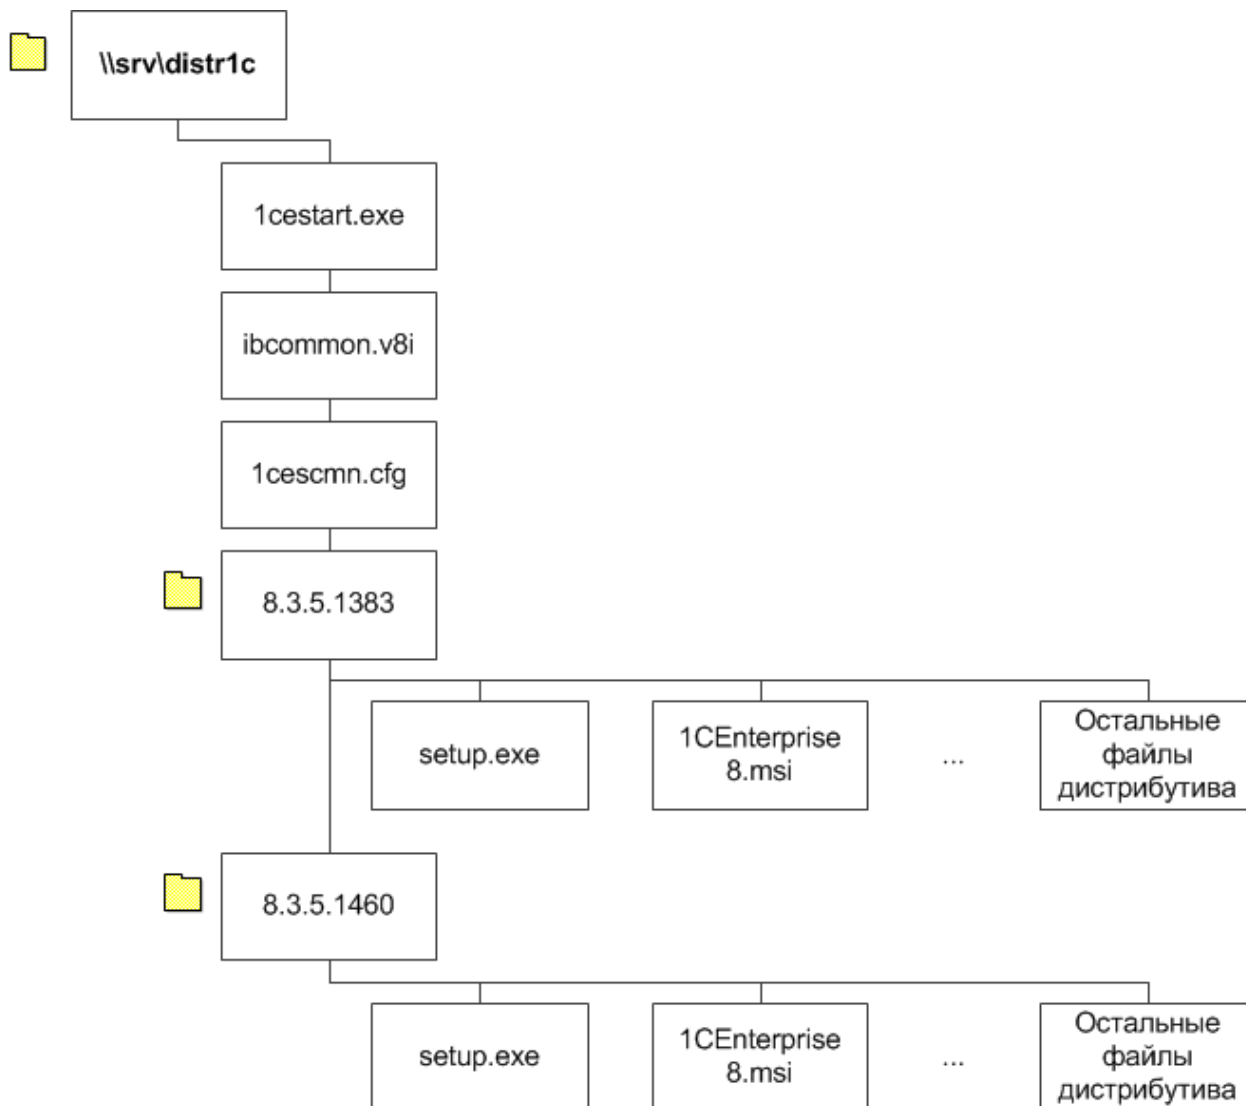 \\srv\distr1c
1cestart.exe
ibcommon.v8i
1cescmn.cfg
8.3.5.1383
setup.exe
1CEnterprise
8.msi
...
Остальные
файлы
дистрибутива
8.3.5.1460
setup.exe
1CEnterprise
8.msi
...
Остальные
файлы
дистрибутива